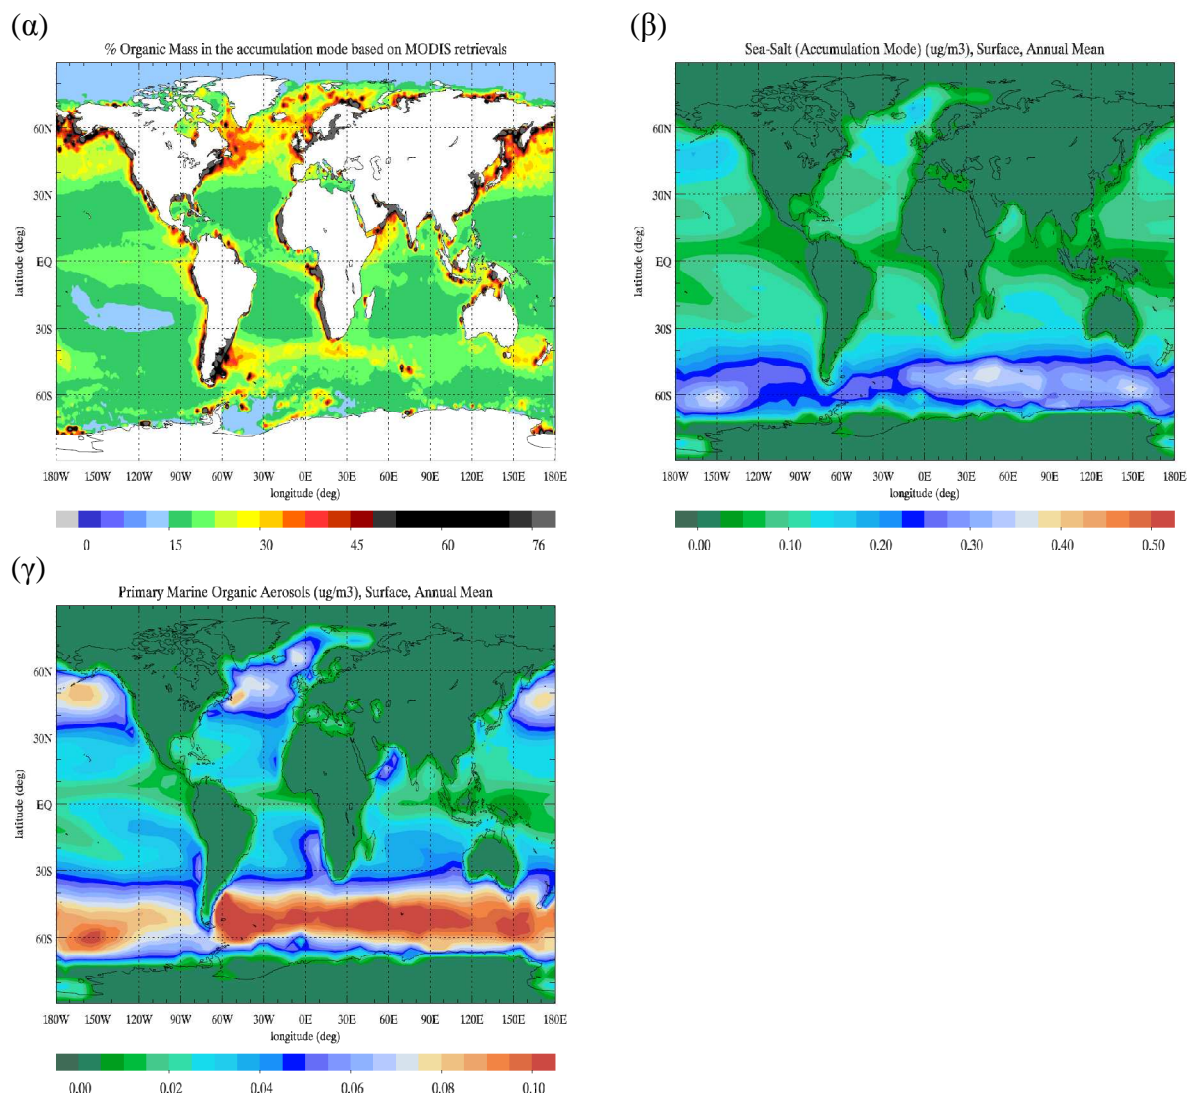 (α)
% Organic Mass in the accumulation mode based on MODIS retrievals
latitude (deg)
60N
30N
EQ
30S
60S
180W 150W 120W 90W 60W 30W 0E 30E 60E 90E 120E 150E 180E
longitude (deg)
0 15 30 45 60 76
(β)
Sea-Salt (Accumulation Mode) (ug/m3), Surface, Annual Mean
latitude (deg)
60N
30N
EQ
30S
60S
180W 150W 120W 90W 60W 30W 0E 30E 60E 90E 120E 150E 180E
longitude (deg)
0.00 0.10 0.20 0.30 0.40 0.50
(γ)
Primary Marine Organic Aerosols (ug/m3), Surface, Annual Mean
latitude (deg)
60N
30N
EQ
30S
60S
180W 150W 120W 90W 60W 30W 0E 30E 60E 90E 120E 150E 180E
longitude (deg)
0.00 0.02 0.04 0.06 0.08 0.10